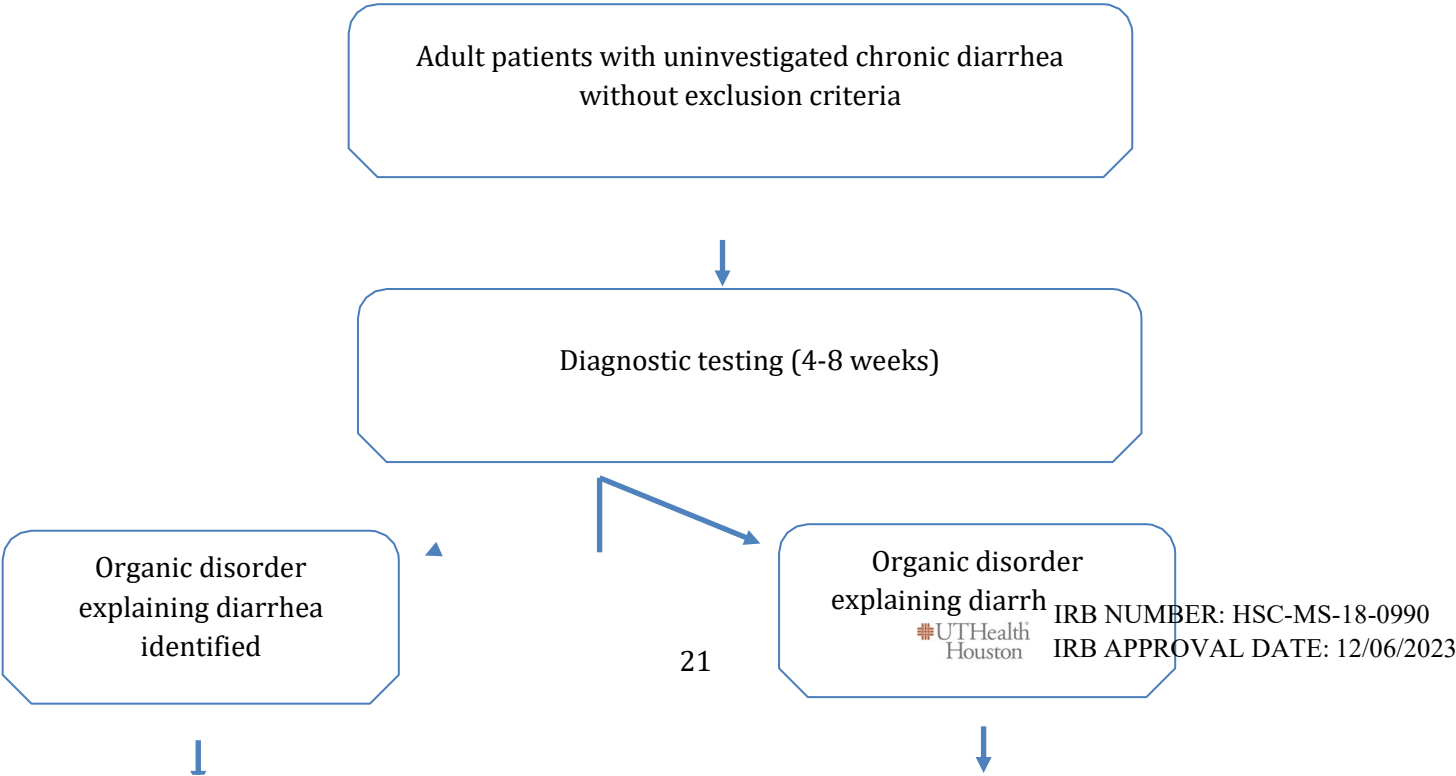 Adult patients with uninvestigated chronic diarrhea
without exclusion criteria
Diagnostic testing (4-8 weeks)
Organic disorder
explaining diarrhea
identified
Organic disorder
explaining diarrh
UTHealth
Houston
IRB NUMBER: HSC-MS-18-0990
IRB APPROVAL DATE: 12/06/2023
21